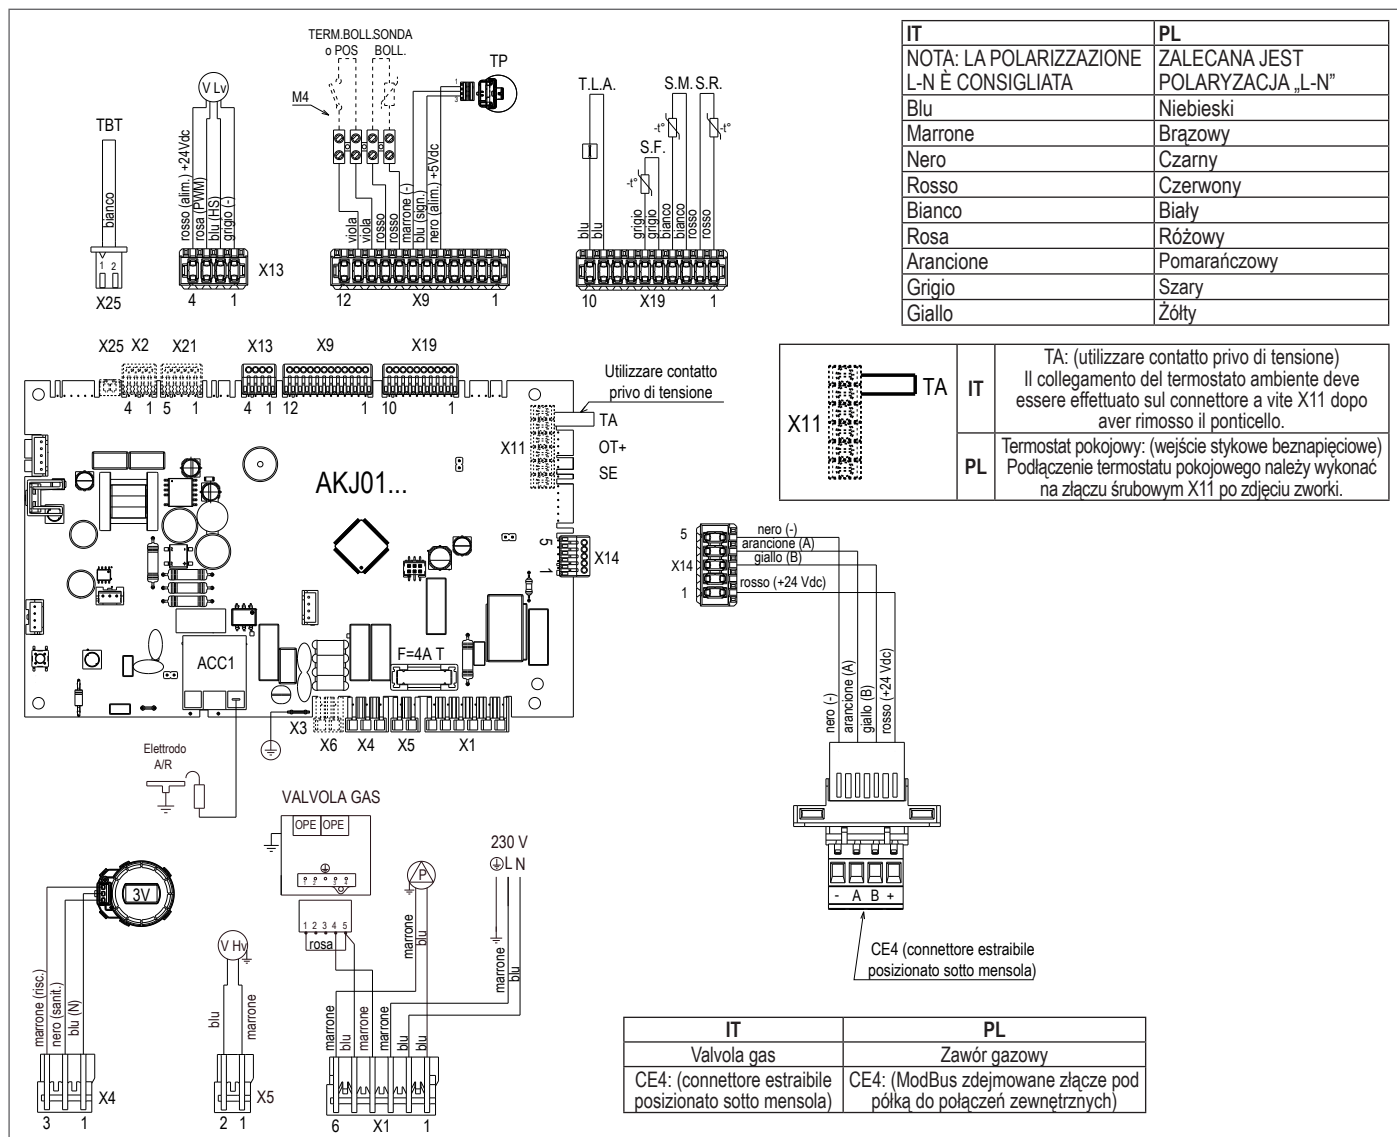 TERM.BOLL.SONDA
o POS BOLL.
TP
M4
1
3
V Lv
TBT
bianco
1 2
X25
rosso (alim.) +24Vdc
rosa (PWM)
blu (HS)
grigio (-)
X13
4 1
viola
viola
rosso
rosso
marrone (-)
blu (sign.)
nero (alim.) +5Vdc
12 X9 1
T.L.A.
S.F.
S.M. S.R.
-t°
-t°
-t°
blu
blu
grigio
grigio
bianco
bianco
rosso
rosso
10 X19 1
IT PL
NOTA: LA POLARIZZAZIONE ZALECANA JEST
L-N È CONSIGLIATA POLARYZACJA „L-N”
Blu Niebieski
Marrone Brązowy
Nero Czarny
Rosso Czerwony
Bianco Biały
Rosa Różowy
Arancione Pomarańczowy
Grigio Szary
Giallo Żółty
X25 X2 X21 X13 X9 X19
4 1 5 1 4 1 12 1 10 1
Utilizzare contatto
privo di tensione
TA
X11
OT+
SE
AKJ01...
5
1
X14
ACC1
F=4A T
X3
X6 X4 X5 X1
X11
TA
IT
TA: (utilizzare contatto privo di tensione)
Il collegamento del termostato ambiente deve
essere effettuato sul connettore a vite X11 dopo
aver rimosso il ponticello.
PL
Termostat pokojowy: (wejście stykowe beznapięciowe)
Podłączenie termostatu pokojowego należy wykonać
na złączu śrubowym X11 po zdjęciu zworki.
5
X14
1
nero (-)
arancione (A)
giallo (B)
rosso (+24 Vdc)
nero (-)
arancione (A)
giallo (B)
rosso (+24 Vdc)
- A B +
CE4 (connettore estraibile
posizionato sotto mensola)
Elettrodo
A/R
VALVOLA GAS
OPE OPE
1 2 3 4
1 2 3 4 5
rosa
P
230 V
L N
3V
marrone (risc.)
nero (sanit.)
blu (N)
X4
3 1
V Hv
blu
marrone
X5
2 1
marrone
blu
marrone
blu
marrone
marrone
blu
marrone
blu
6 X1 1
IT PL
Valvola gas Zawór gazowy
CE4: (connettore estraibile CE4: (ModBus zdejmowane złącze pod
posizionato sotto mensola) półką do połączeń zewnętrznych)